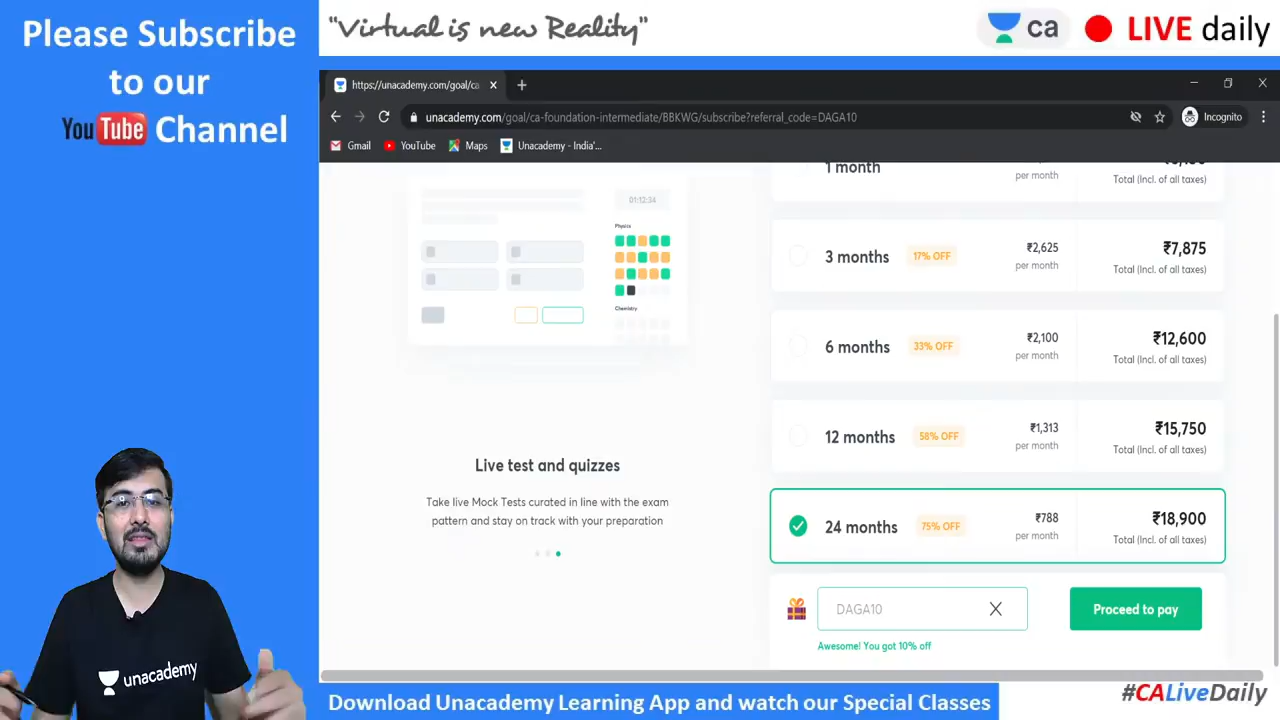 Please Subscribe
to our
YouTube Channel
"Virtual is new Reality"
ca
LIVE daily
https://unacademy.com/goal/ca
unacademy.com/goal/ca-foundation-intermediate/BBKWG/subscribe?referral_code=DAGA10
Incognito
Gmail
YouTube
Maps
Unacademy - India'...
01:12:34
Physics
Chemistry
Live test and quizzes
Take live Mock Tests curated in line with the exam
pattern and stay on track with your preparation
1 month
per month
Total (Incl. of all taxes)
3 months 17% OFF ₹2,625 ₹7,875
per month Total (Incl. of all taxes)
6 months 33% OFF ₹2,100 ₹12,600
per month Total (Incl. of all taxes)
12 months 58% OFF ₹1,313 ₹15,750
per month Total (Incl. of all taxes)
24 months 75% OFF ₹788 ₹18,900
per month Total (Incl. of all taxes)
DAGA10
Proceed to pay
Awesome! You got 10% off
unacademy
Download Unacademy Learning App and watch our Special Classes
#CALiveDaily